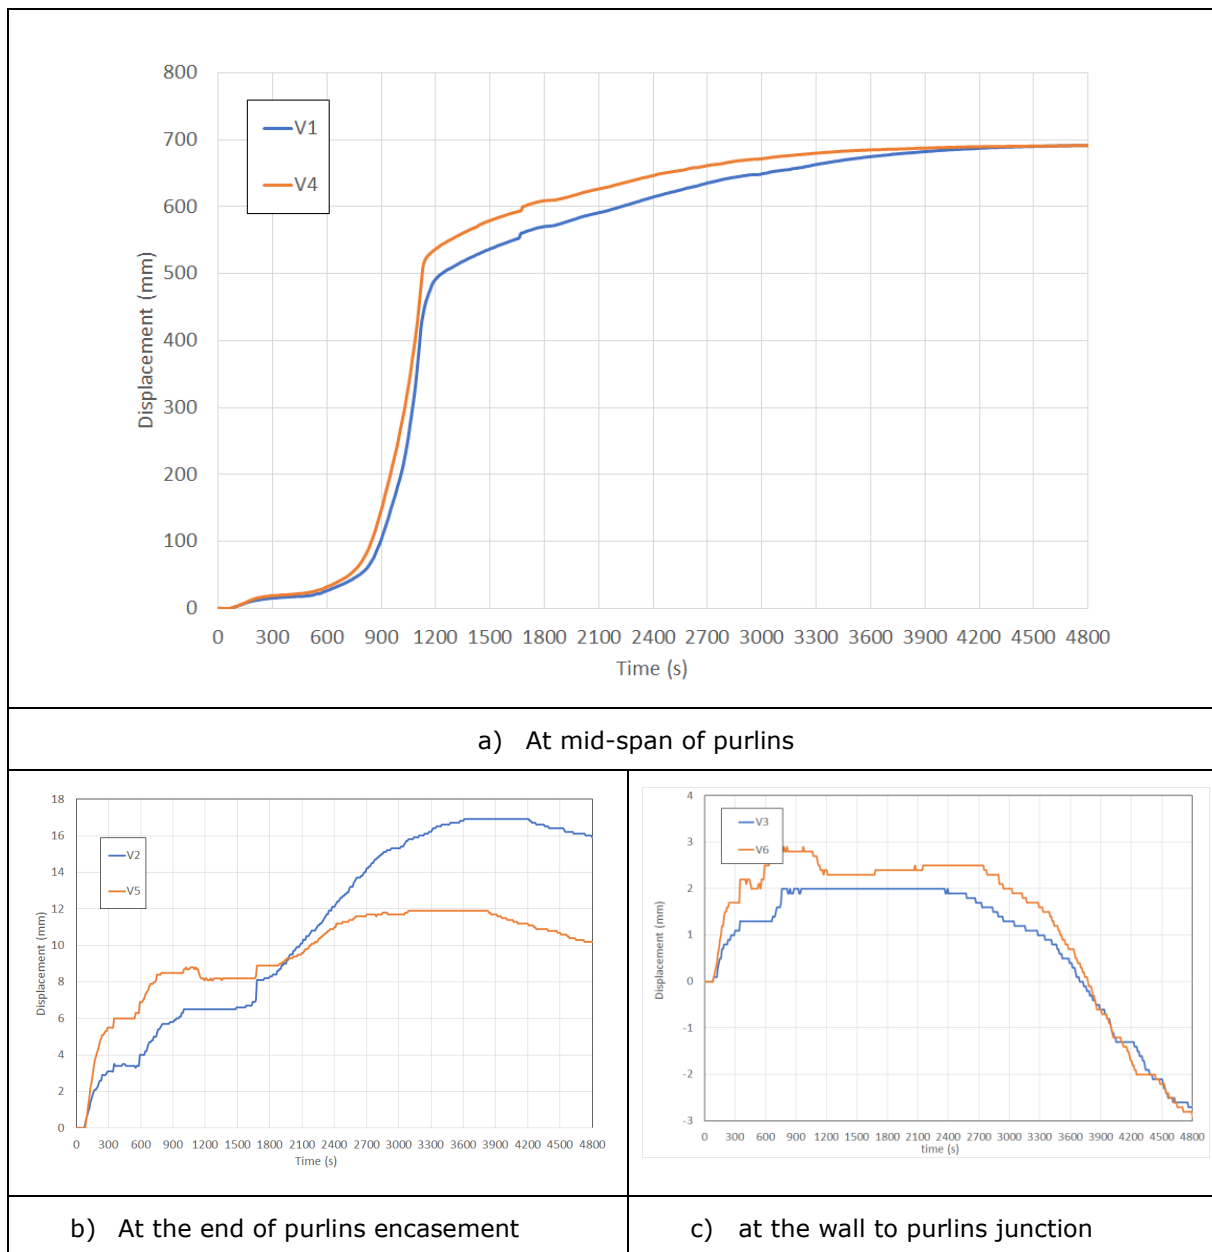 800
700
600
500
400
300
200
100
0
Displacement (mm)
V1
V4
0 300 600 900 1200 1500 1800 2100 2400 2700 3000 3300 3600 3900 4200 4500 4800
Time (s)
a) At mid-span of purlins
18
16
14
12
10
8
6
4
2
0
Displacement (mm)
V2
V5
0 300 600 900 1200 1500 1800 2100 2400 2700 3000 3300 3600 3900 4200 4500 4800
Time (s)
b) At the end of purlins encasement
4
3
2
1
0
-1
-2
-3
Displacement (mm)
V3
V6
0 300 600 900 1200 1500 1800 2100 2400 2700 3000 3300 3600 3900 4200 4500 4800
time (s)
c) at the wall to purlins junction